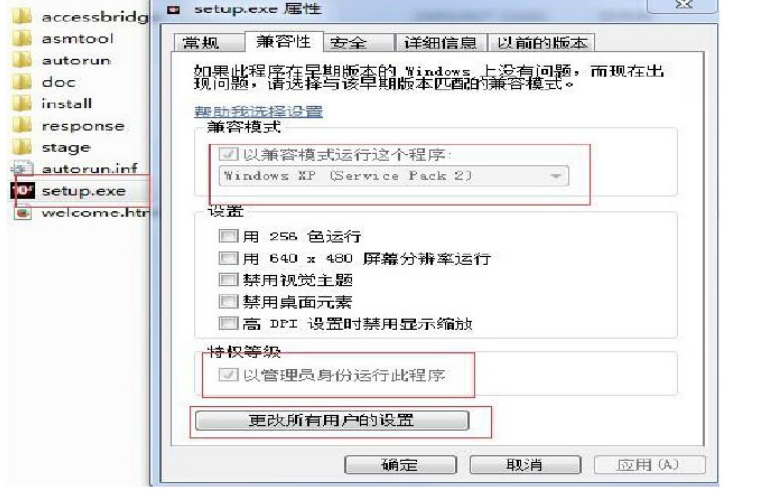 accessbridg
asmtool
autorun
doc
install
response
stage
autorun.inf
setup.exe
welcome.htm
setup.exe 属性
常规 兼容性 安全 详细信息 以前的版本
如果此程序在早期版本的 Windows 上没有问题，而现在出
现问题，请选择与该早期版本匹配的兼容模式。
帮助我选择设置
兼容模式
以兼容模式运行这个程序:
Windows XP (Service Pack 2)
设置
用 256 色运行
用 640 x 480 屏幕分辨率运行
禁用视觉主题
禁用桌面元素
高 DPI 设置时禁用显示缩放
特权等级
以管理员身份运行此程序
更改所有用户的设置
确定 取消 应用(A)